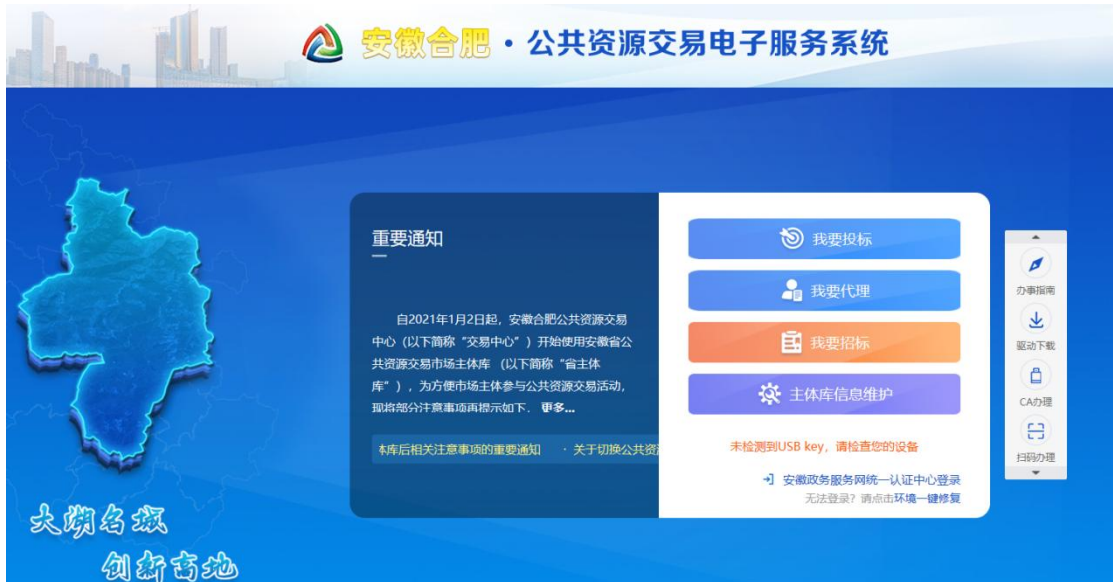 安徽合肥·公共资源交易电子服务系统
重要通知
自2021年1月2日起，安徽合肥公共资源交易
中心（以下简称“交易中心”）开始使用安徽省公
共资源交易市场主体库 （以下简称“省主体
库”），为方便市场主体参与公共资源交易活动，
现将部分注意事项再提示如下． 更多...
本库后相关注意事项的重要通知 ·关于切换公共资
我要投标
我要代理
我要招标
主体库信息维护
未检测到USB key，请检查您的设备
安徽政务服务网统一认证中心登录
无法登录？请点击环境一键修复
办事指南
驱动下载
CA办理
扫码办理
大湖名城
创新高地